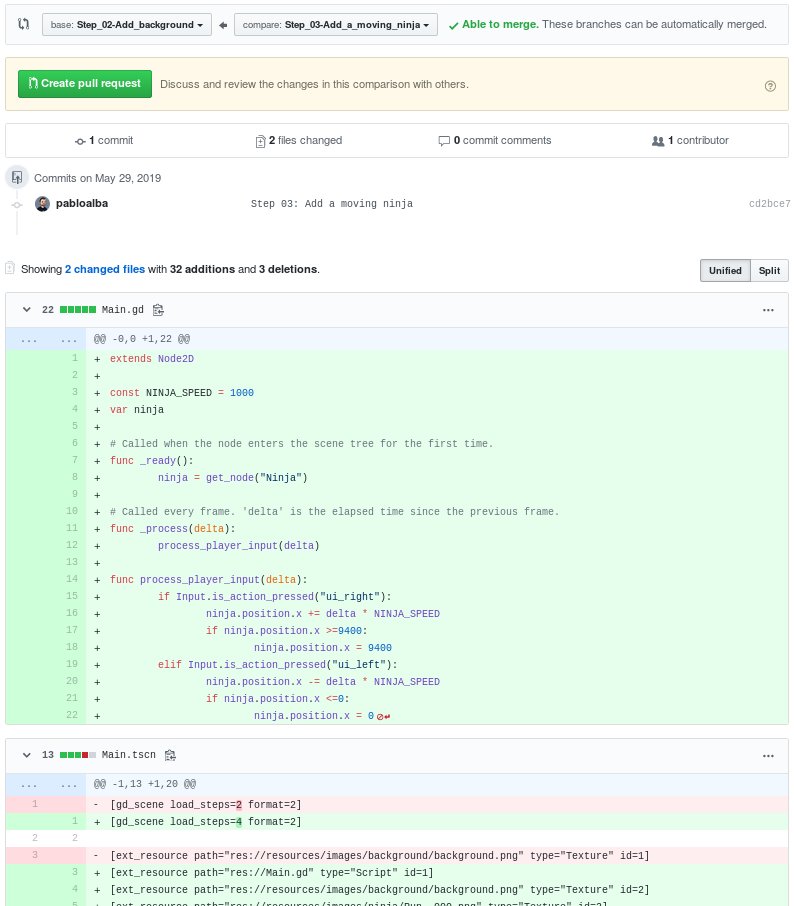 base: Step_02-Add_background compare: Step_03-Add_a_moving_ninja Able to merge. These branches can be automatically merged.
Create pull request Discuss and review the changes in this comparison with others.
1 commit 2 files changed 0 commit comments 1 contributor
Commits on May 29, 2019
pabloalba Step 03: Add a moving ninja cd2bce7
Showing 2 changed files with 32 additions and 3 deletions. Unified Split
22 Main.gd
... ... @@ -0,0 +1,22 @@
1 + extends Node2D
2 +
3 + const NINJA_SPEED = 1000
4 + var ninja
5 +
6 + # Called when the node enters the scene tree for the first time.
7 + func _ready():
8 + ninja = get_node("Ninja")
9 +
10 + # Called every frame. 'delta' is the elapsed time since the previous frame.
11 + func _process(delta):
12 + process_player_input(delta)
13 +
14 + func process_player_input(delta):
15 + if Input.is_action_pressed("ui_right"):
16 + ninja.position.x += delta * NINJA_SPEED
17 + if ninja.position.x >=9400:
18 + ninja.position.x = 9400
19 + elif Input.is_action_pressed("ui_left"):
20 + ninja.position.x -= delta * NINJA_SPEED
21 + if ninja.position.x <=0:
22 + ninja.position.x = 0
13 Main.tscn
... ... @@ -1,13 +1,20 @@
1 - [gd_scene load_steps=2 format=2]
1 + [gd_scene load_steps=4 format=2]
2 2
3 - [ext_resource path="res://resources/images/background/background.png" type="Texture" id=1]
3 + [ext_resource path="res://Main.gd" type="Script" id=1]
4 + [ext_resource path="res://resources/images/background/background.png" type="Texture" id=2]